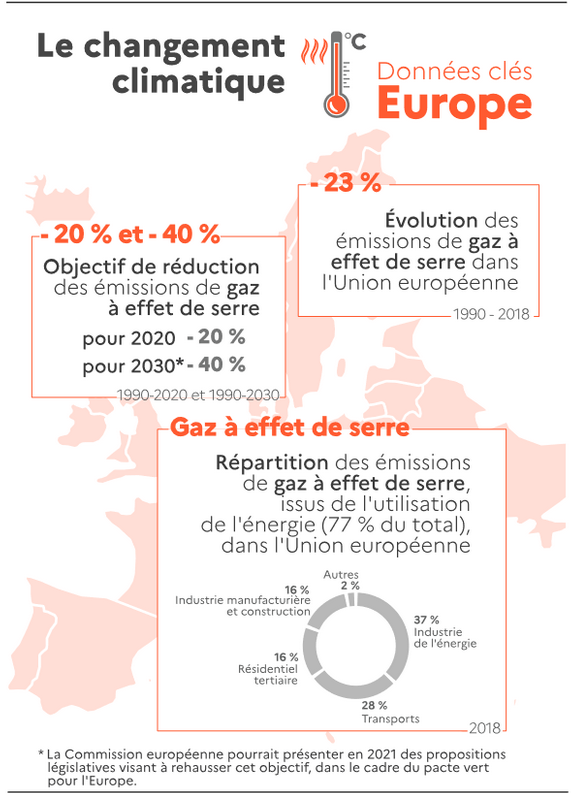 Le changement
climatique
°C
Données clés
Europe
- 23 %
Évolution des
émissions de gaz à
effet de serre dans
l'Union européenne
1990 - 2018
- 20 % et - 40 %
Objectif de réduction
des émissions de gaz
à effet de serre
pour 2020 - 20 %
pour 2030* - 40 %
1990-2020 et 1990-2030
Gaz à effet de serre
Répartition des émissions
de gaz à effet de serre,
issus de l'utilisation
de l'énergie (77 % du total),
dans l'Union européenne
Autres
2 %
16 %
Industrie manufacturière
et construction
37 %
Industrie
de l'énergie
16 %
Résidentiel
tertiaire
28 %
Transports
2018
* La Commission européenne pourrait présenter en 2021 des propositions
législatives visant à rehausser cet objectif, dans le cadre du pacte vert
pour l'Europe.